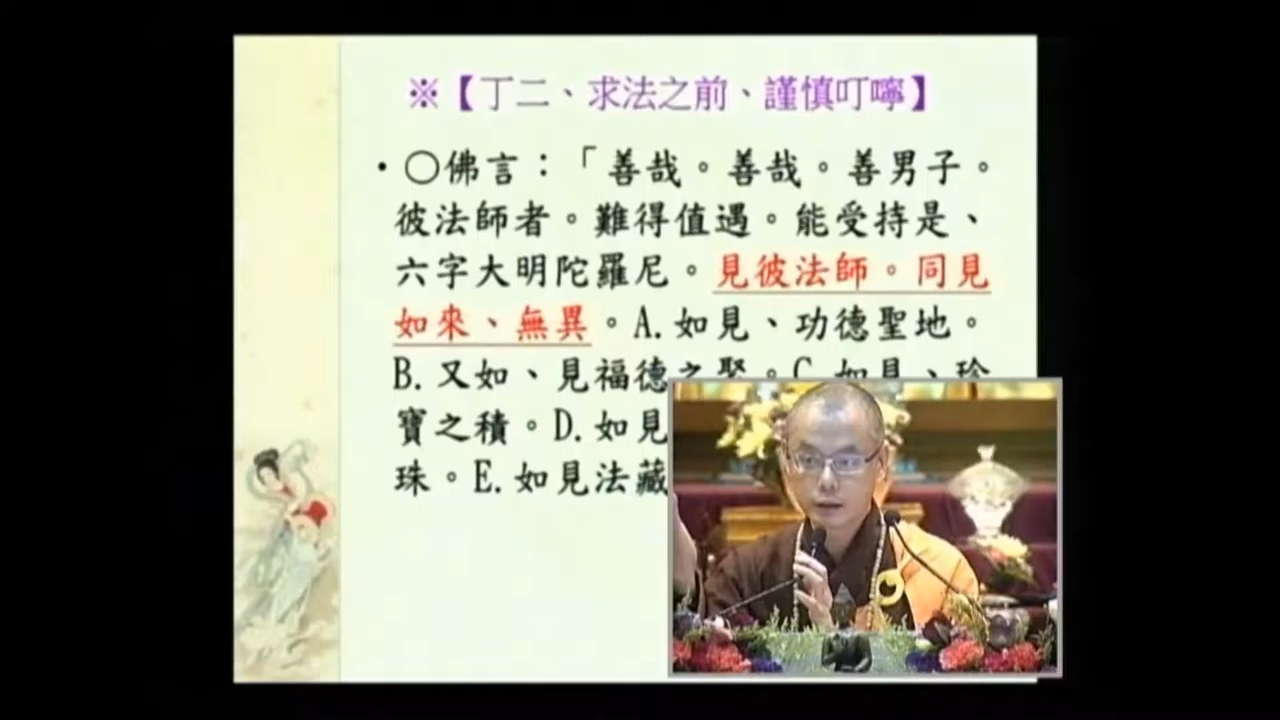 ※【丁二、求法之前、謹慎叮嚀】
•〇佛言：「善哉。善哉。善男子。
彼法師者。難得值遇。能受持是、
六字大明陀羅尼。見彼法師。同見
如來、無異。A.如見、功德聖地。
B.又如、見福德之聚。C.如見、珍
寶之積。D.如見
珠。E.如見法藏